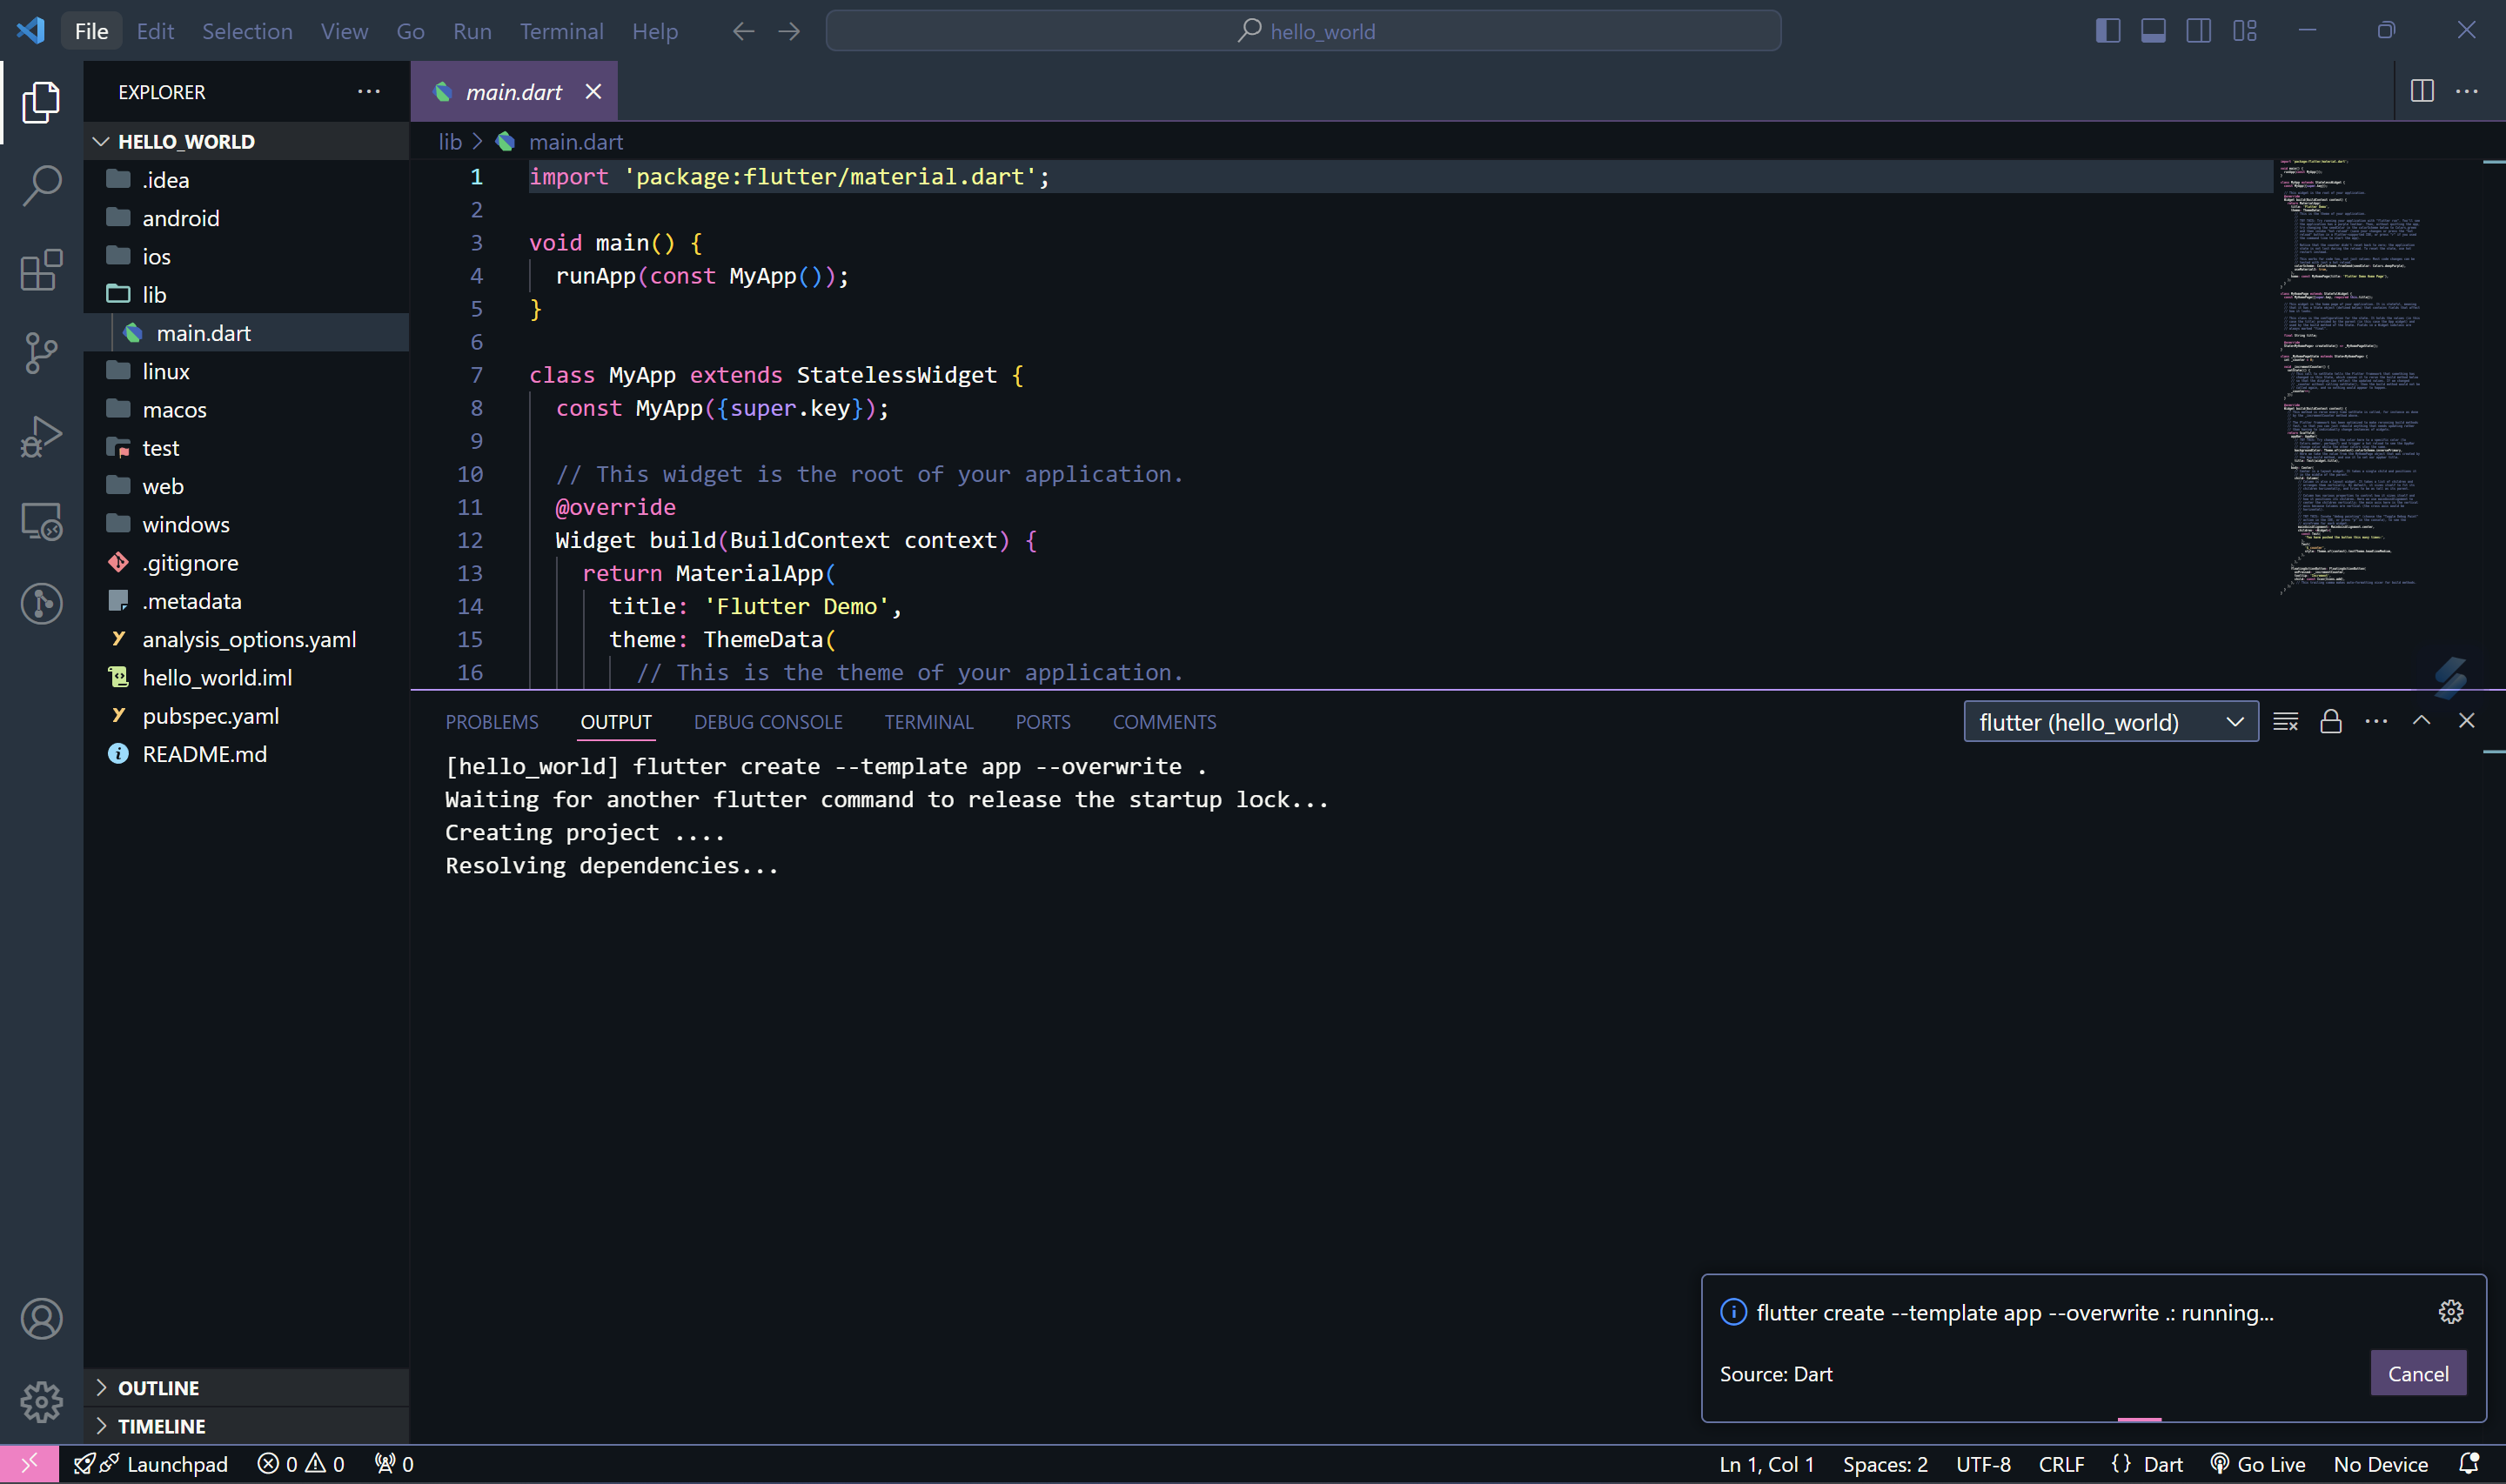 File Edit Selection View Go Run Terminal Help
hello_world
EXPLORER
HELLO_WORLD
.idea
android
ios
lib
main.dart
linux
macos
test
web
windows
.gitignore
.metadata
analysis_options.yaml
hello_world.iml
pubspec.yaml
README.md
OUTLINE
TIMELINE
main.dart
lib > main.dart
1 import 'package:flutter/material.dart';
2
3 void main() {
4 runApp(const MyApp());
5 }
6
7 class MyApp extends StatelessWidget {
8 const MyApp({super.key});
9
10 // This widget is the root of your application.
11 @override
12 Widget build(BuildContext context) {
13 return MaterialApp(
14 title: 'Flutter Demo',
15 theme: ThemeData(
16 // This is the theme of your application.
PROBLEMS OUTPUT DEBUG CONSOLE TERMINAL PORTS COMMENTS
flutter (hello_world)
[hello_world] flutter create --template app --overwrite .
Waiting for another flutter command to release the startup lock...
Creating project ....
Resolving dependencies...
flutter create --template app --overwrite .: running...
Source: Dart
Cancel
Launchpad 0 0 0
Ln 1, Col 1 Spaces: 2 UTF-8 CRLF {} Dart Go Live No Device